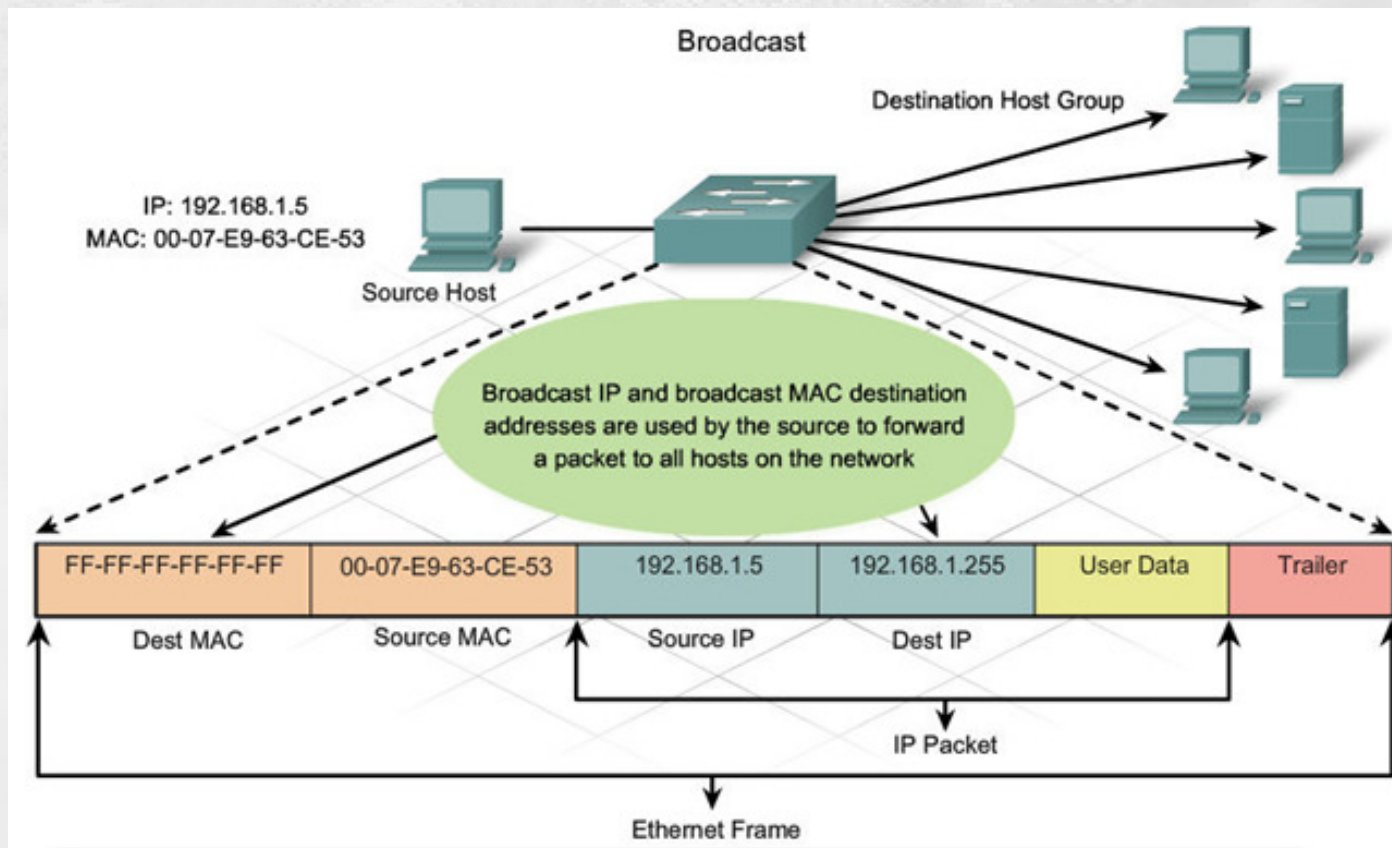 Broadcast
Destination Host Group
IP: 192.168.1.5
MAC: 00-07-E9-63-CE-53
Source Host
Broadcast IP and broadcast MAC destination
addresses are used by the source to forward
a packet to all hosts on the network
FF-FF-FF-FF-FF-FF 00-07-E9-63-CE-53 192.168.1.5 192.168.1.255 User Data Trailer
Dest MAC Source MAC Source IP Dest IP
IP Packet
Ethernet Frame